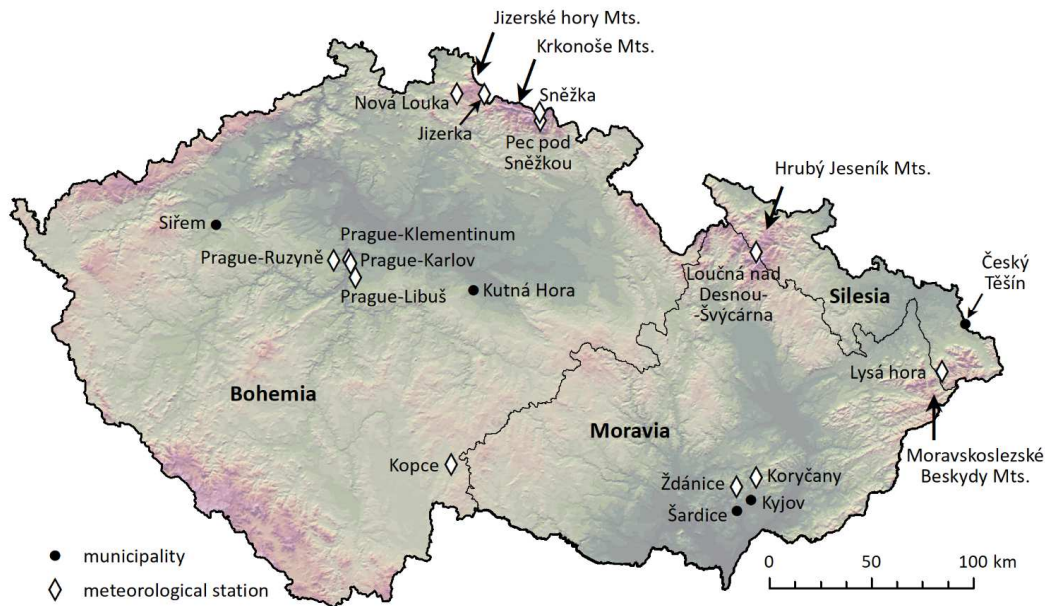 Jizerské hory Mts.
Krkonoše Mts.
Nová Louka
Sněžka
Jizerka
Pec pod
Sněžkou
Hrubý Jeseník Mts.
Siřem
Prague-Klementinum
Prague-Ruzyně
Prague-Karlov
Prague-Libuš
Kutná Hora
Loučná nad
Desnou-
-Švýcárna
Silesia
Český
Těšín
Lysá hora
Bohemia
Moravia
Moravskoslezské
Beskydy Mts.
Kopce
Ždánice
Koryčany
Kyjov
Šardice
municipality
meteorological station
0 50 100 km